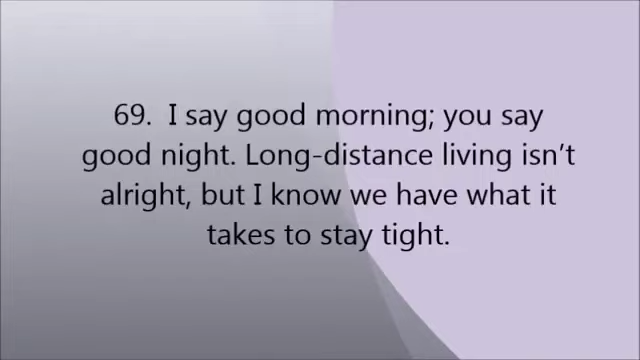 69.  I say good morning; you say
good night. Long-distance living isn’t
alright, but I know we have what it
takes to stay tight.